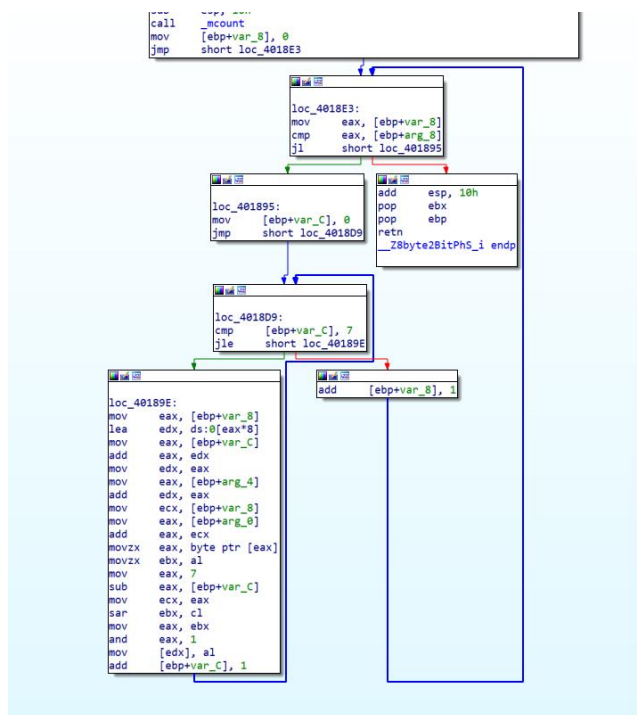 sub     esp, 10h
call    _mcount
mov     [ebp+var_8], 0
jmp     short loc_4018E3
loc_4018E3:
mov     eax, [ebp+var_8]
cmp     eax, [ebp+arg_8]
jl      short loc_401895
loc_401895:
mov     [ebp+var_C], 0
jmp     short loc_4018D9
add     esp, 10h
pop     ebx
pop     ebp
retn
__Z8byte2BitPhS_i endp
loc_4018D9:
cmp     [ebp+var_C], 7
jle     short loc_40189E
loc_40189E:
mov     eax, [ebp+var_8]
lea     edx, ds:0[eax*8]
mov     eax, [ebp+var_C]
add     eax, edx
mov     edx, eax
mov     eax, [ebp+arg_4]
add     edx, eax
mov     ecx, [ebp+var_8]
mov     eax, [ebp+arg_0]
add     eax, ecx
movzx   eax, byte ptr [eax]
movzx   ebx, al
mov     eax, 7
sub     eax, [ebp+var_C]
mov     ecx, eax
sar     ebx, cl
mov     eax, ebx
and     eax, 1
mov     [edx], al
add     [ebp+var_C], 1
add     [ebp+var_8], 1